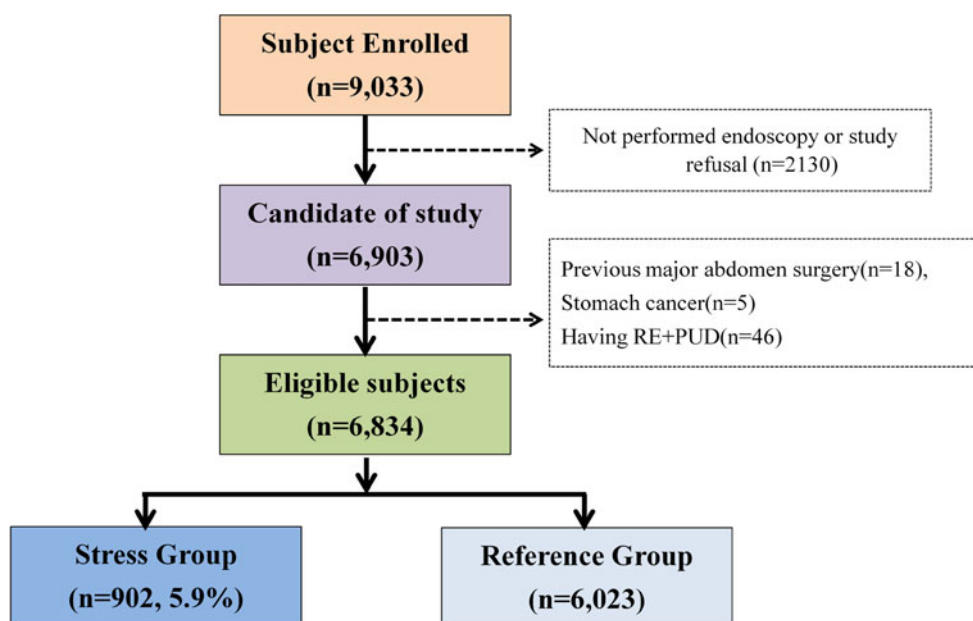 Subject Enrolled
(n=9,033)
Not performed endoscopy or study
refusal (n=2130)
Candidate of study
(n=6,903)
Previous major abdomen surgery(n=18),
Stomach cancer(n=5)
Having RE+PUD(n=46)
Eligible subjects
(n=6,834)
Stress Group
(n=902, 5.9%)
Reference Group
(n=6,023)